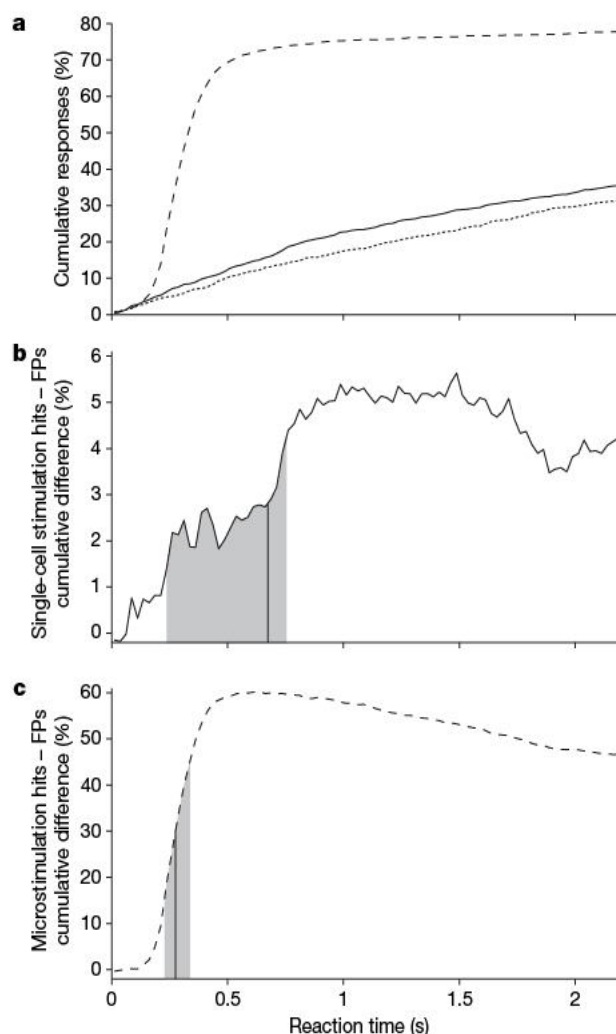 a
Cumulative responses (%)
80
70
60
50
40
30
20
10
0
b
Single-cell stimulation hits – FPs
cumulative difference (%)
6
5
4
3
2
1
0
c
Microstimulation hits – FPs
cumulative difference (%)
60
50
40
30
20
10
0
0 0.5 1 1.5 2
Reaction time (s)